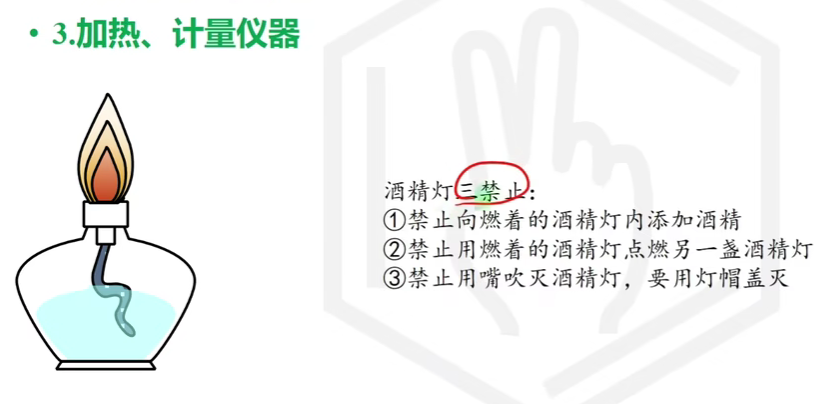 • 3.加热、计量仪器
酒精灯三禁止：
①禁止向燃着的酒精灯内添加酒精
②禁止用燃着的酒精灯点燃另一盏酒精灯
③禁止用嘴吹灭酒精灯，要用灯帽盖灭